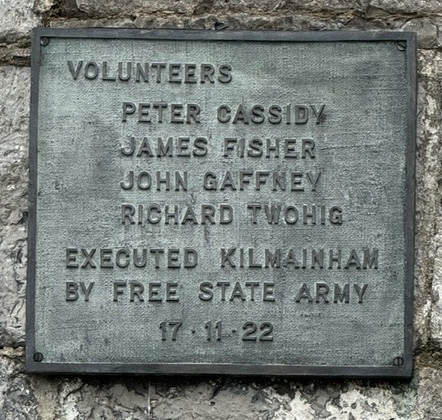 VOLUNTEERS
PETER CASSIDY
JAMES FISHER
JOHN GAFFNEY
RICHARD TWOHIG
EXECUTED KILMAINHAM
BY FREE STATE ARMY
17·11·22